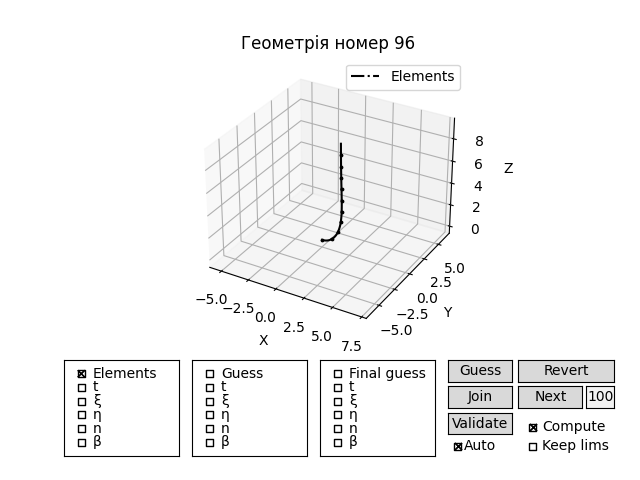 Геометрія номер 96
Elements
8
6
4
2
0
Z
−5.0
−2.5
0.0
2.5
5.0
7.5
X
5.0
2.5
0.0
−2.5
−5.0
Y
Elements
t
ξ
η
n
β
Guess
t
ξ
η
n
β
Final guess
t
ξ
η
n
β
Guess
Revert
Join
Next
100
Validate
Compute
Auto
Keep lims